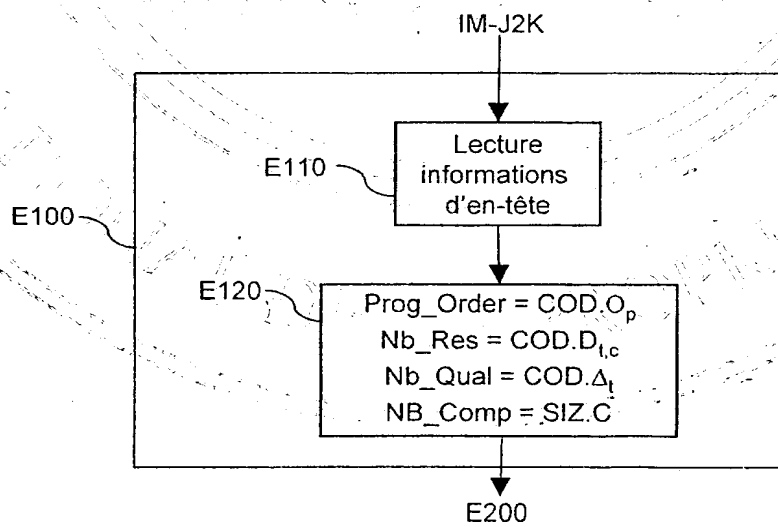 IM-J2K
Lecture
informations
d'en-tête
E110
E100
E120
Prog_Order = COD.Op
Nb_Res = COD.Dt,c
Nb_Qual = COD.Δt
NB_Comp = SIZ.C
E200